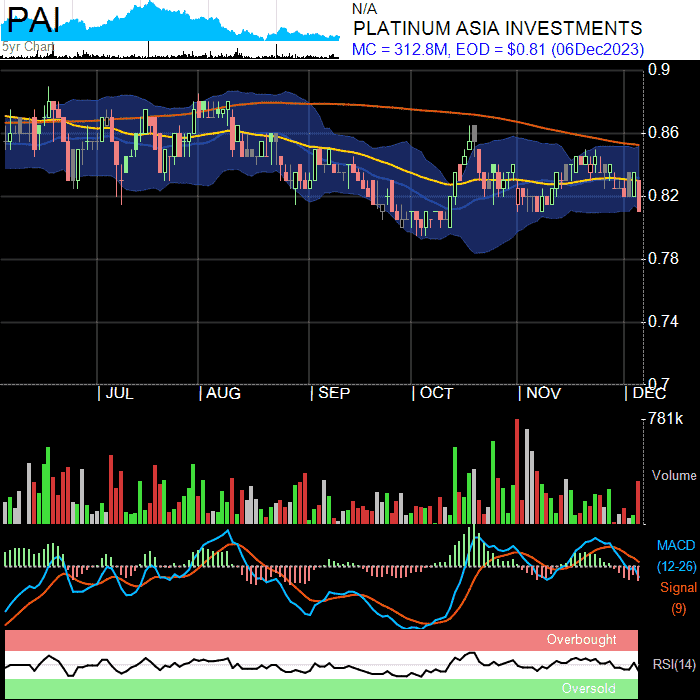 PAI
5yr Chart
N/A
PLATINUM ASIA INVESTMENTS
MC = 312.8M, EOD = $0.81 (06Dec2023)
0.9
0.86
0.82
0.78
0.74
0.7
| JUL | AUG | SEP | OCT | NOV | DEC
-781k
Volume
MACD
(12-26)
Signal
(9)
Overbought
RSI(14)
Oversold